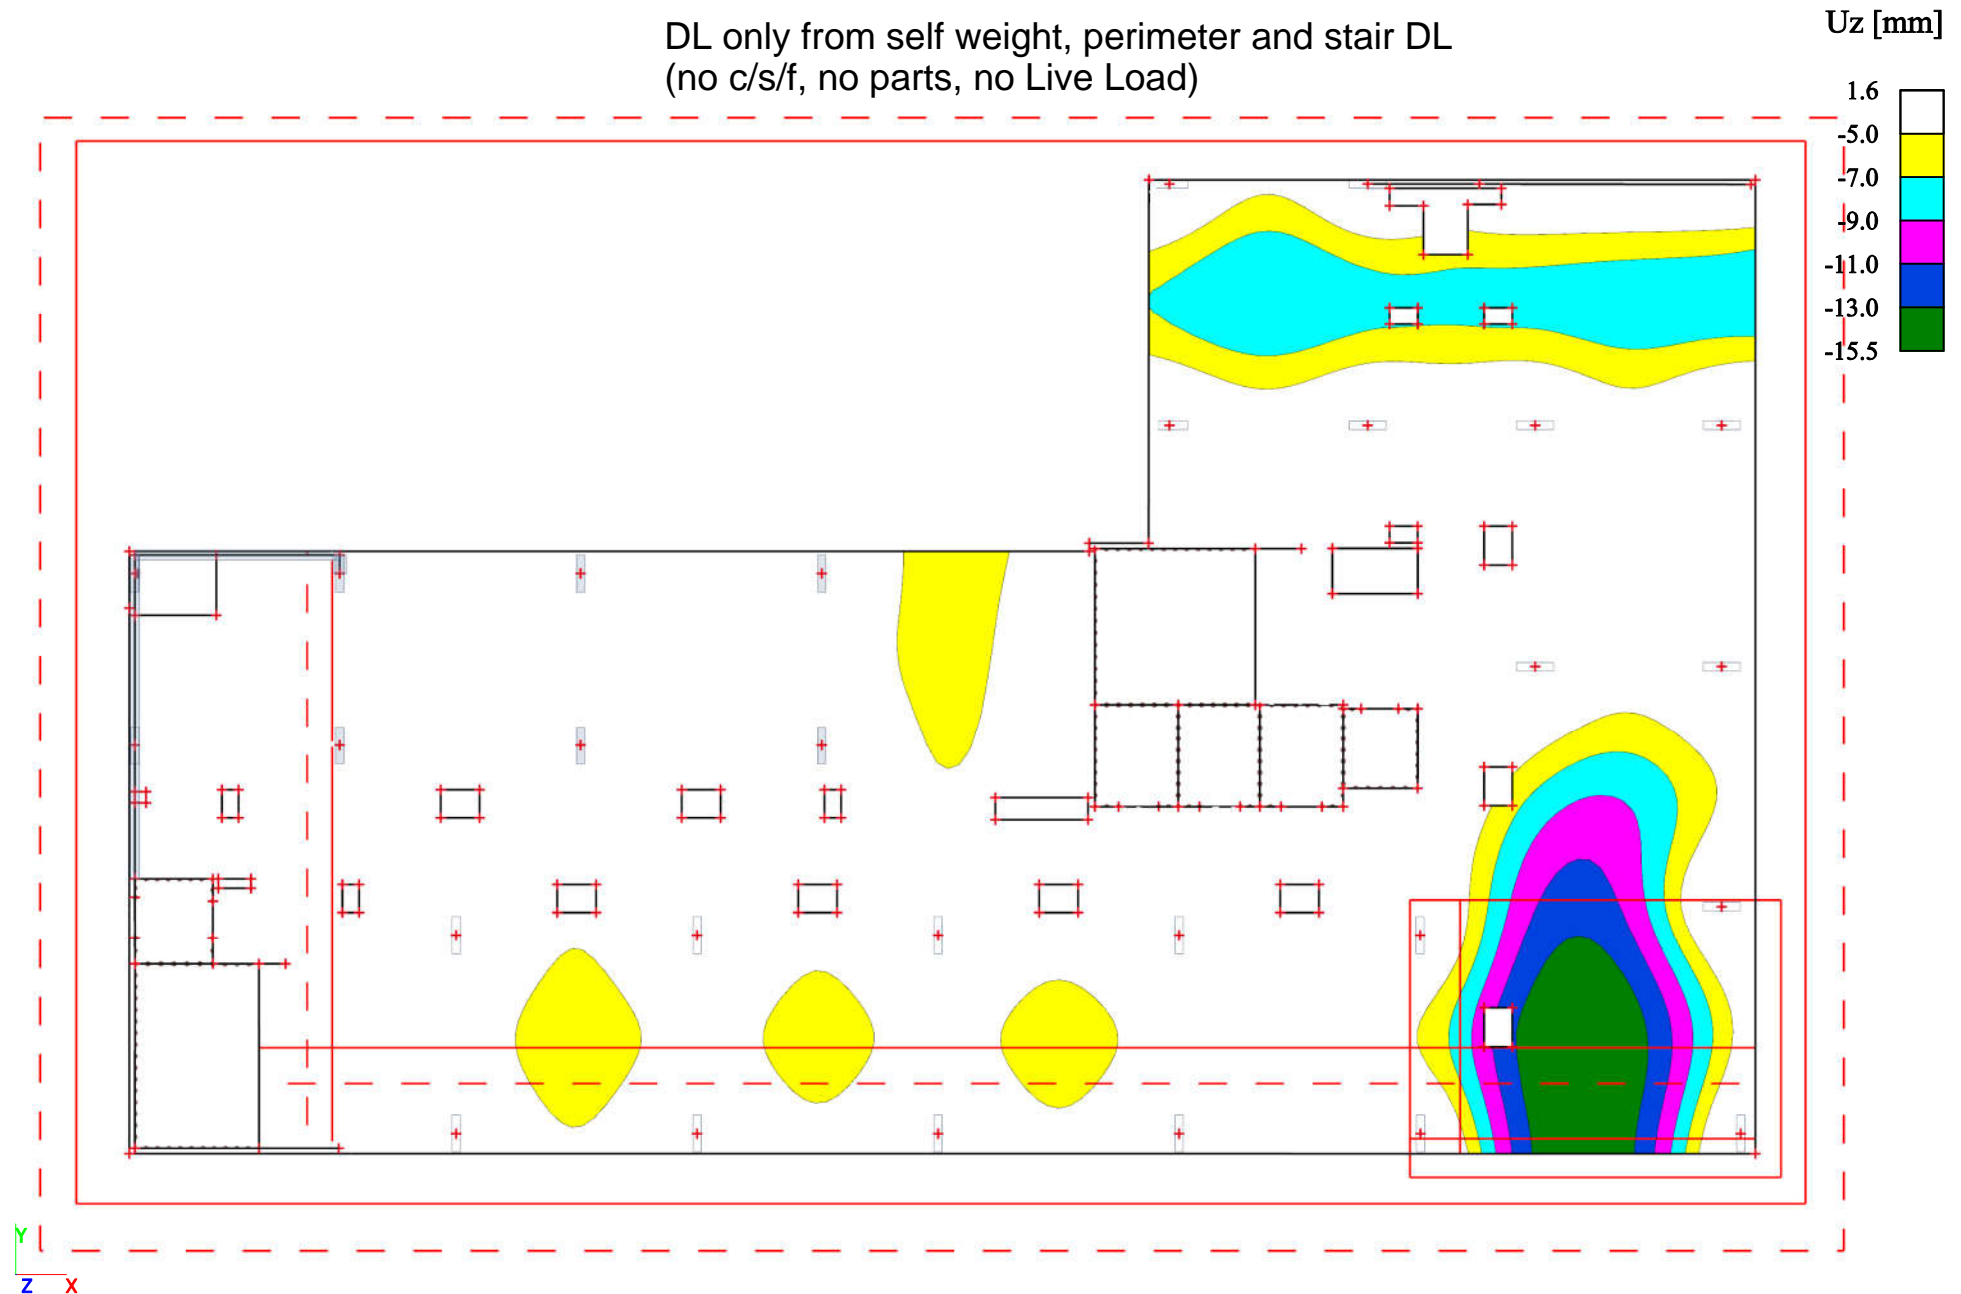 DL only from self weight, perimeter and stair DL
(no c/s/f, no parts, no Live Load)
Uz [mm]
1.6
-5.0
-7.0
-9.0
-11.0
-13.0
-15.5
Y
Z X